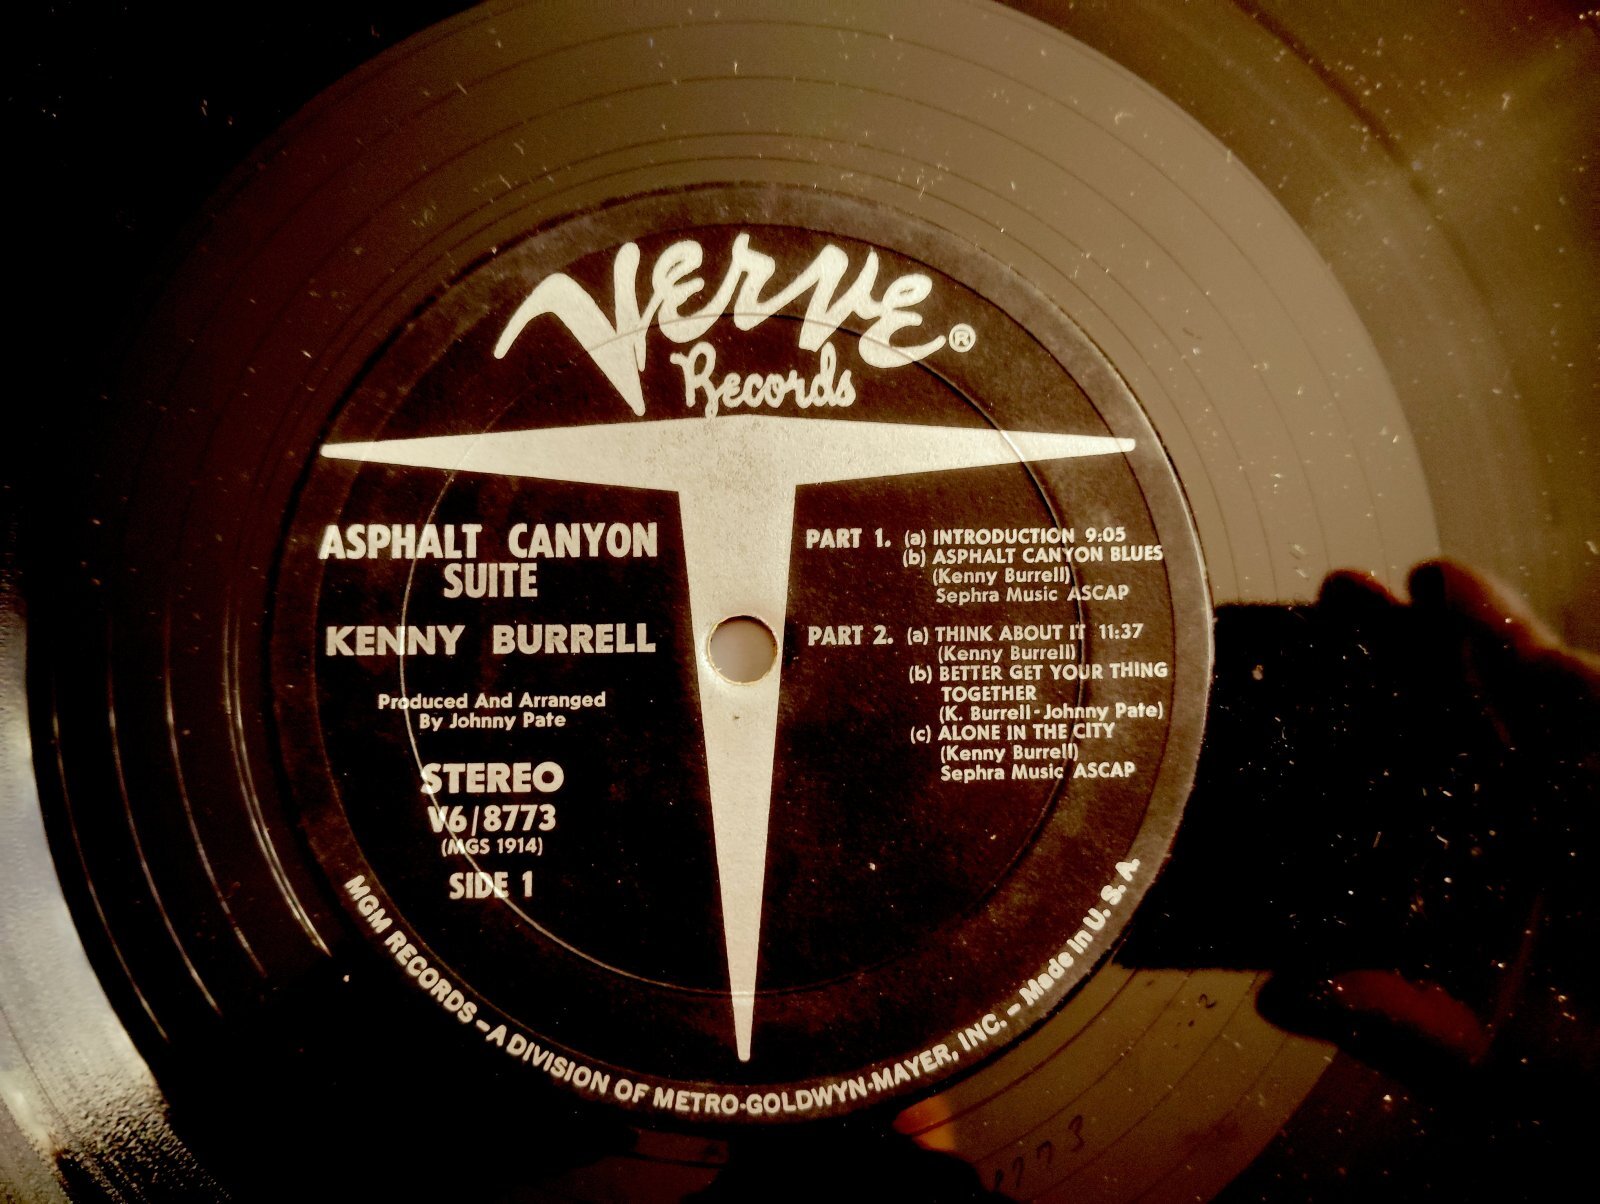 Verve®
Records
ASPHALT CANYON
SUITE
KENNY BURRELL
Produced And Arranged
By Johnny Pate
STEREO
V6/8773
(MGS 1914)
SIDE 1
PART 1. (a) INTRODUCTION 9:05
(b) ASPHALT CANYON BLUES
(Kenny Burrell)
Sephra Music ASCAP
PART 2. (a) THINK ABOUT IT 11:37
(Kenny Burrell)
(b) BETTER GET YOUR THING
TOGETHER
(K. Burrell-Johnny Pate)
(c) ALONE IN THE CITY
(Kenny Burrell)
Sephra Music ASCAP
MGM RECORDS – A DIVISION OF METRO-GOLDWYN-MAYER, INC. – Made in U. S. A.